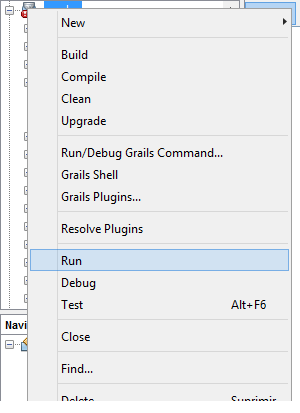 New
Build
Compile
Clean
Upgrade
Run/Debug Grails Command...
Grails Shell
Grails Plugins...
Resolve Plugins
Run
Debug
Test Alt+F6
Navi
Close
Find...
Delete Suprimir